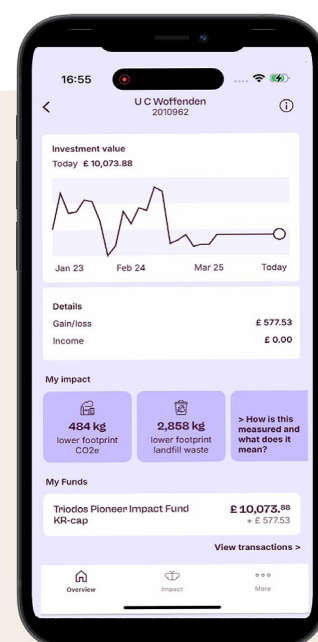 16:55
U C Woffenden
2010962
Investment value
Today £ 10,073.88
Jan 23 Feb 24 Mar 25 Today
Details
Gain/loss £ 577.53
Income £ 0.00
My impact
484 kg
lower footprint
CO2e
2,858 kg
lower footprint
landfill waste
> How is this
measured and
what does it
mean?
My Funds
Triodos Pioneer Impact Fund £ 10,073.88
KR-cap + £ 577.53
View transactions >
Overview Impact More